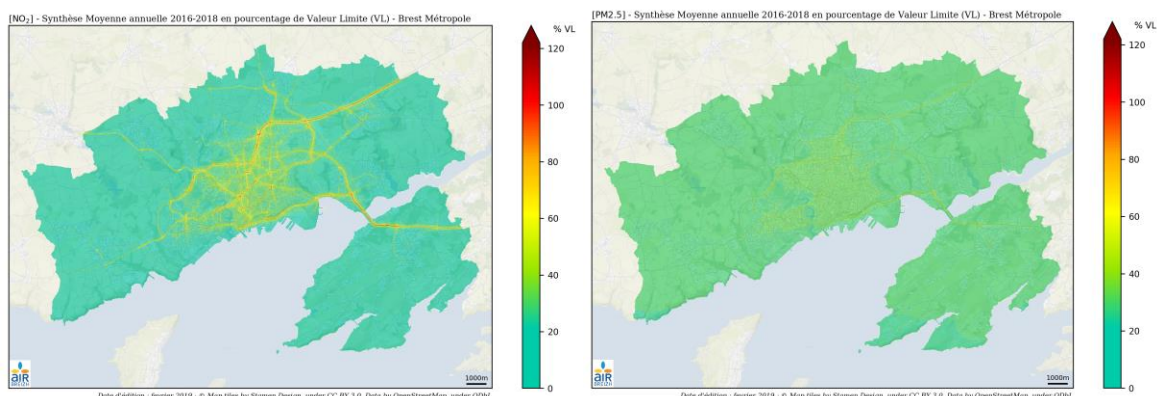 [NO₂] - Synthèse Moyenne annuelle 2016-2018 en pourcentage de Valeur Limite (VL) - Brest Métropole
% VL
120
100
80
60
40
20
0
aiR
BREIZH
1000m
Date d'édition : fevrier 2019 - © Map tiles by Stamen Design, under CC BY 3.0. Data by OpenStreetMap, under ODbL
[PM2.5] - Synthèse Moyenne annuelle 2016-2018 en pourcentage de Valeur Limite (VL) - Brest Métropole
% VL
120
100
80
60
40
20
0
aiR
BREIZH
1000m
Date d'édition : fevrier 2019 - © Map tiles by Stamen Design, under CC BY 3.0. Data by OpenStreetMap, under ODbL